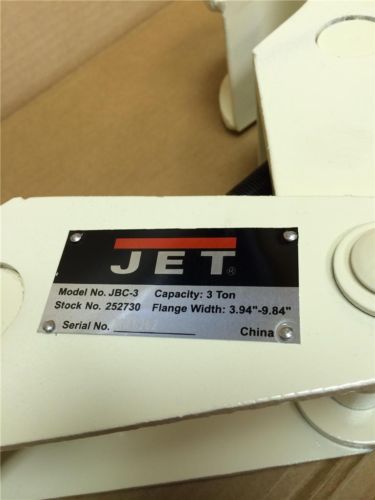 JET®
Model No. JBC-3 Capacity: 3 Ton
Stock No. 252730 Flange Width: 3.94"-9.84"
Serial No. China